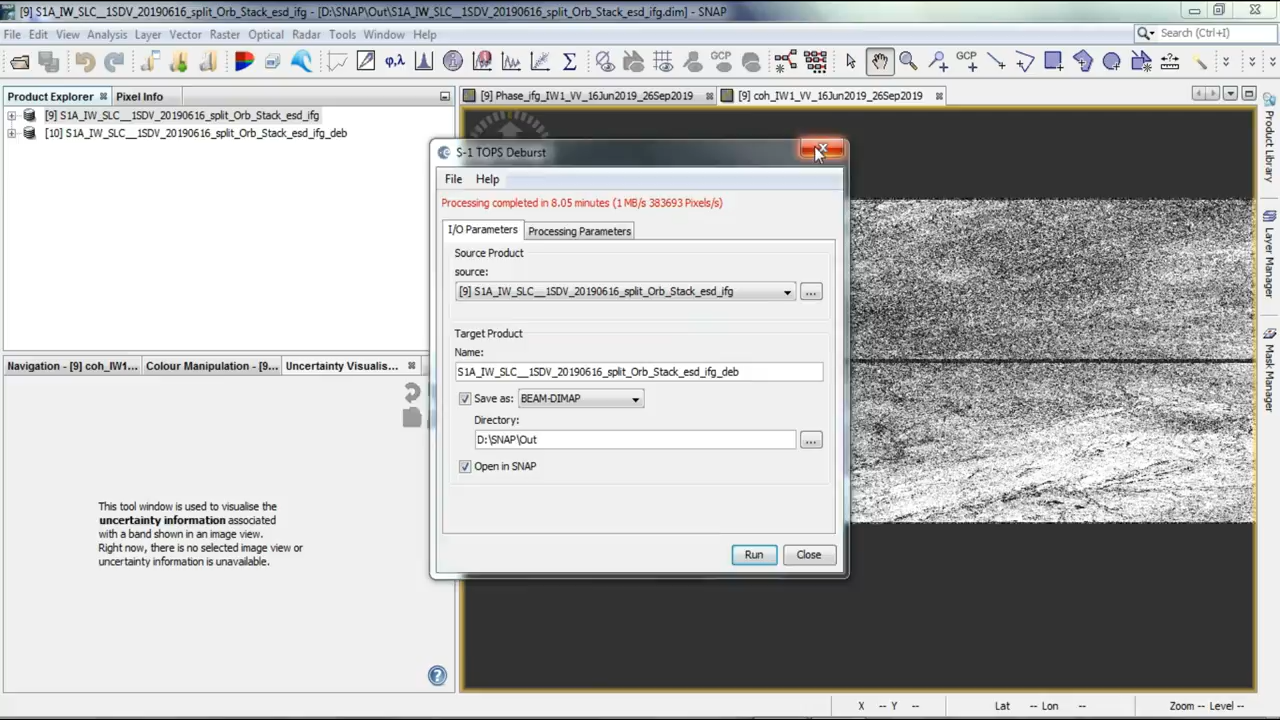 [9] S1A_IW_SLC__1SDV_20190616_split_Orb_Stack_esd_ifg - [D:\SNAP\Out\S1A_IW_SLC__1SDV_20190616_split_Orb_Stack_esd_ifg.dim] - SNAP
File Edit View Analysis Layer Vector Raster Optical Radar Tools Window Help
Search (Ctrl+I)
φ,λ Σ GCP GCP
Product Explorer Pixel Info
[9] Phase_ifg_IW1_VV_16Jun2019_26Sep2019 [9] coh_IW1_VV_16Jun2019_26Sep2019
[9] S1A_IW_SLC__1SDV_20190616_split_Orb_Stack_esd_ifg
[10] S1A_IW_SLC__1SDV_20190616_split_Orb_Stack_esd_ifg_deb
S-1 TOPS Deburst
File Help
Processing completed in 8.05 minutes (1 MB/s 383693 Pixels/s)
I/O Parameters Processing Parameters
Source Product
source:
[9] S1A_IW_SLC__1SDV_20190616_split_Orb_Stack_esd_ifg
...
Target Product
Name:
S1A_IW_SLC__1SDV_20190616_split_Orb_Stack_esd_ifg_deb
Save as: BEAM-DIMAP
Directory:
D:\SNAP\Out
...
Open in SNAP
Run Close
Navigation - [9] coh_IW1... Colour Manipulation - [9... Uncertainty Visualis...
This tool window is used to visualise the
uncertainty information associated
with a band shown in an image view.
Right now, there is no selected image view or
uncertainty information is unavailable.
Product Library
Layer Manager
Mask Manager
X -- Y -- Lat -- Lon -- Zoom -- Level --